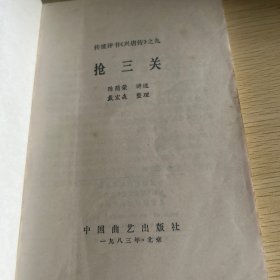 传统评书《兴唐传》之九
抢三关
陈荫荣 讲述
戴宏森 整理
中国曲艺出版社
一九八三年·北京